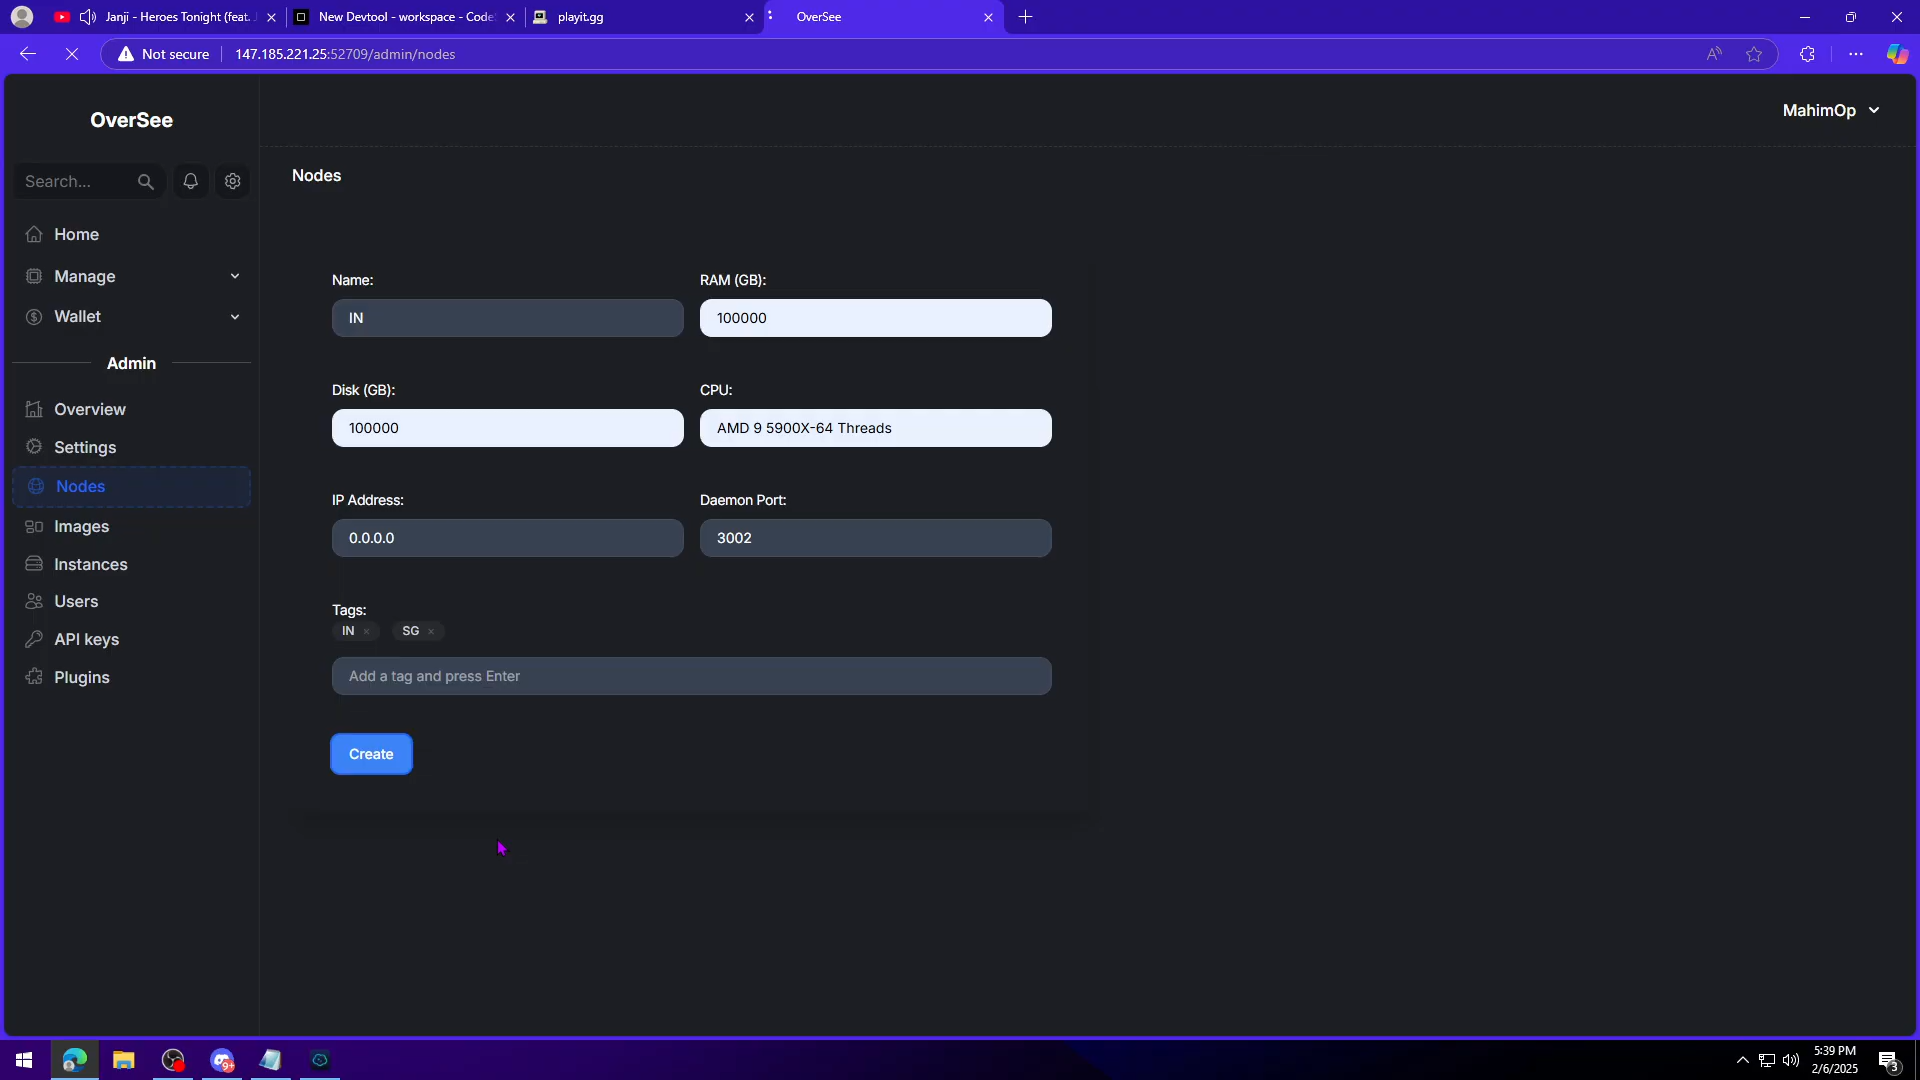 Janji - Heroes Tonight (feat. J
New Devtool - workspace - CodeS
playit.gg
OverSee
Not secure
147.185.221.25:52709/admin/nodes
OverSee
MahimOp
Search...
Nodes
Home
Manage
Wallet
Admin
Overview
Settings
Nodes
Images
Instances
Users
API keys
Plugins
Name:
RAM (GB):
IN
100000
Disk (GB):
CPU:
100000
AMD 9 5900X-64 Threads
IP Address:
Daemon Port:
0.0.0.0
3002
Tags:
IN ×
SG ×
Add a tag and press Enter
Create
9+
5:39 PM
2/6/2025
3